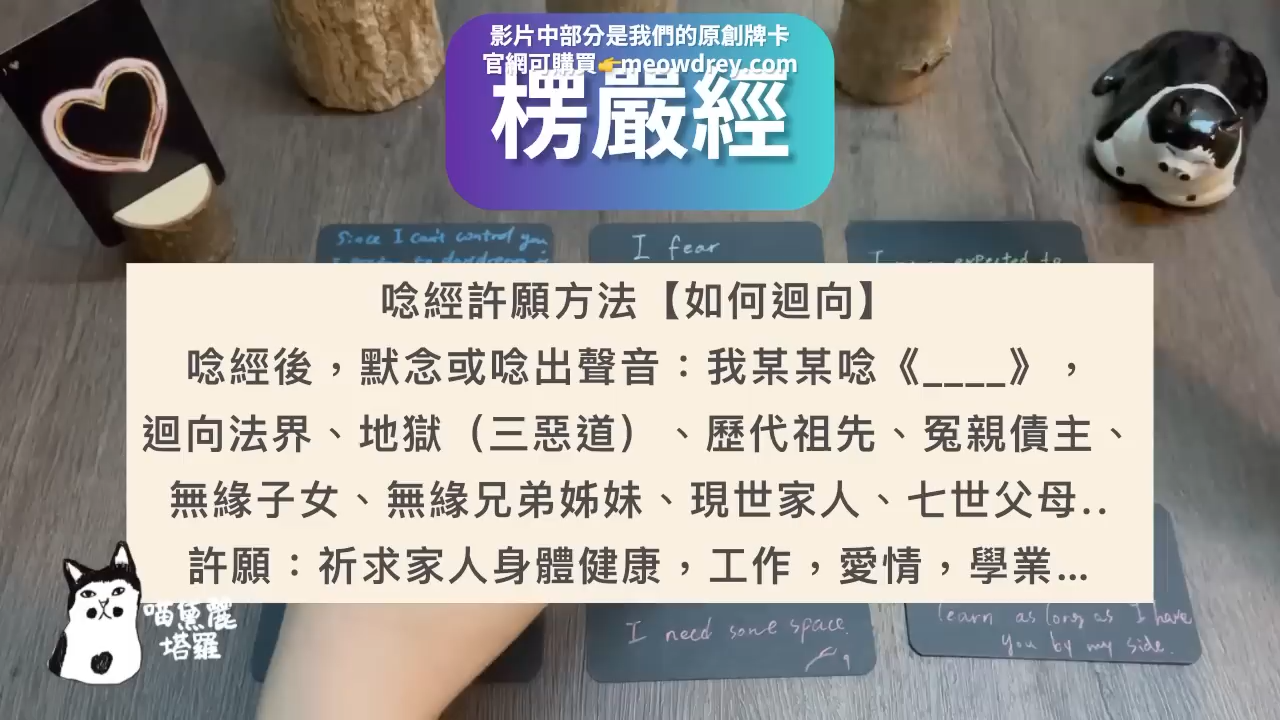 影片中部分是我們的原創牌卡
官網可購買👉meowdrey.com
楞嚴經
Since I can't control you
I fear
唸經許願方法【如何迴向】
唸經後，默念或唸出聲音：我某某唸《____》，
迴向法界、地獄（三惡道）、歷代祖先、冤親債主、
無緣子女、無緣兄弟姊妹、現世家人、七世父母..
許願：祈求家人身體健康，工作，愛情，學業...
喵黛麗
塔羅
I need some space.
learn as long as I have
you by my side.